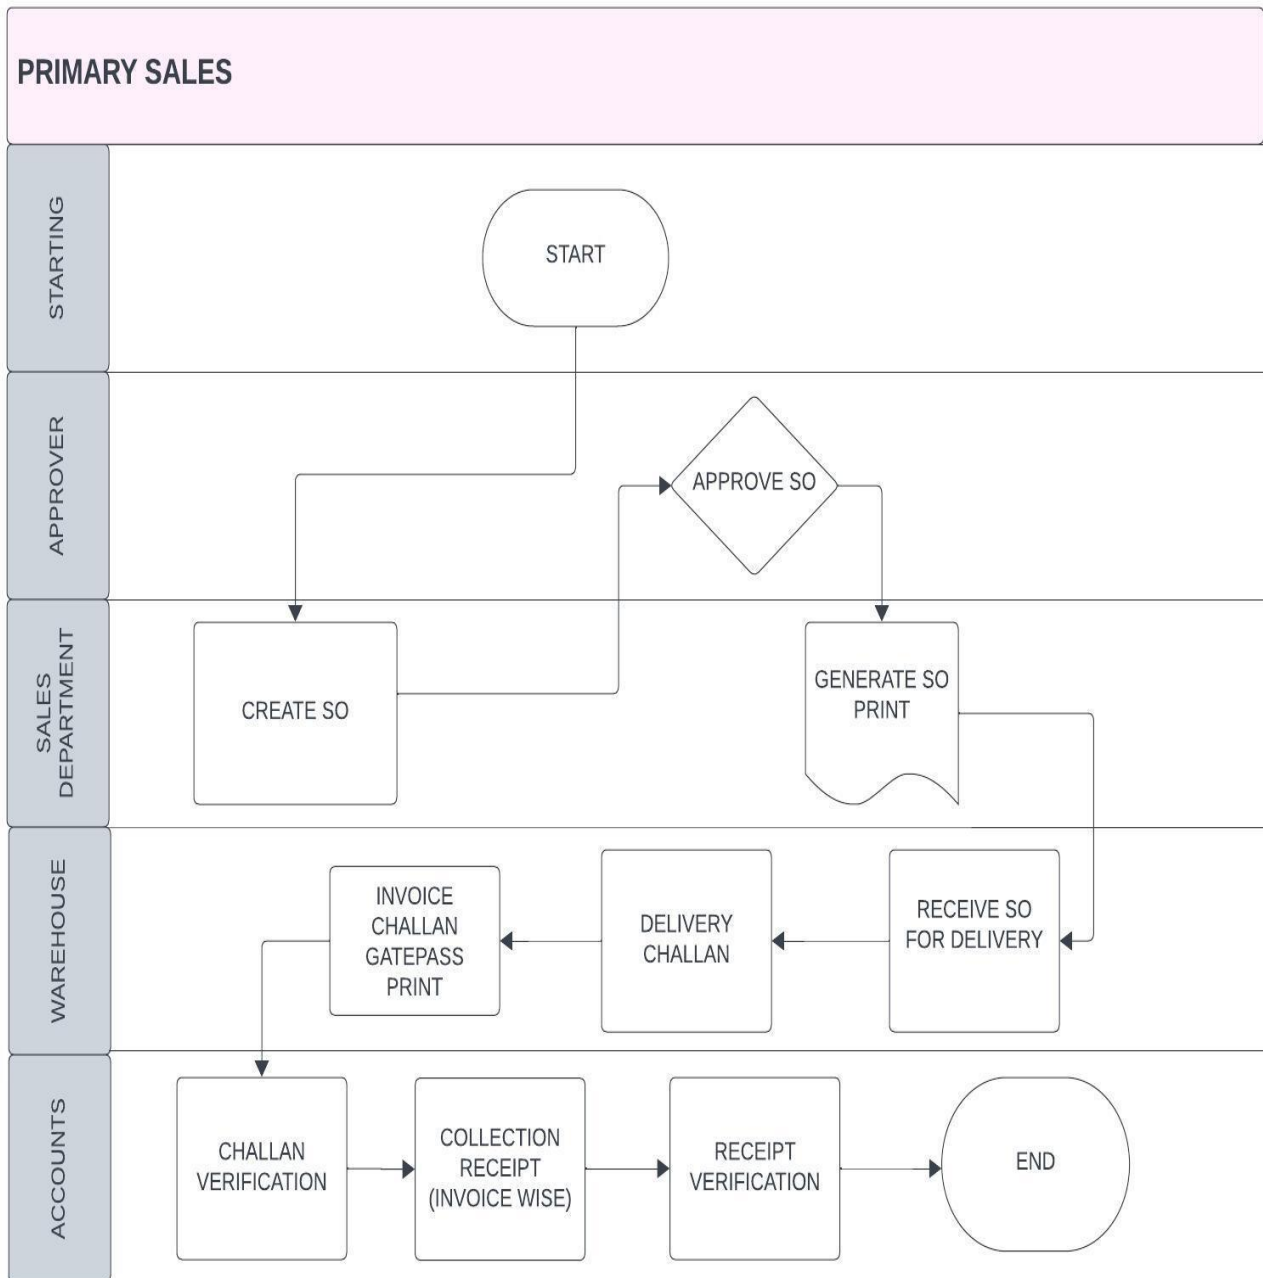 PRIMARY SALES
STARTING
START
APPROVER
APPROVE SO
SALES
DEPARTMENT
CREATE SO
GENERATE SO
PRINT
WAREHOUSE
INVOICE
CHALLAN
GATEPASS
PRINT
DELIVERY
CHALLAN
RECEIVE SO
FOR DELIVERY
ACCOUNTS
CHALLAN
VERIFICATION
COLLECTION
RECEIPT
(INVOICE WISE)
RECEIPT
VERIFICATION
END